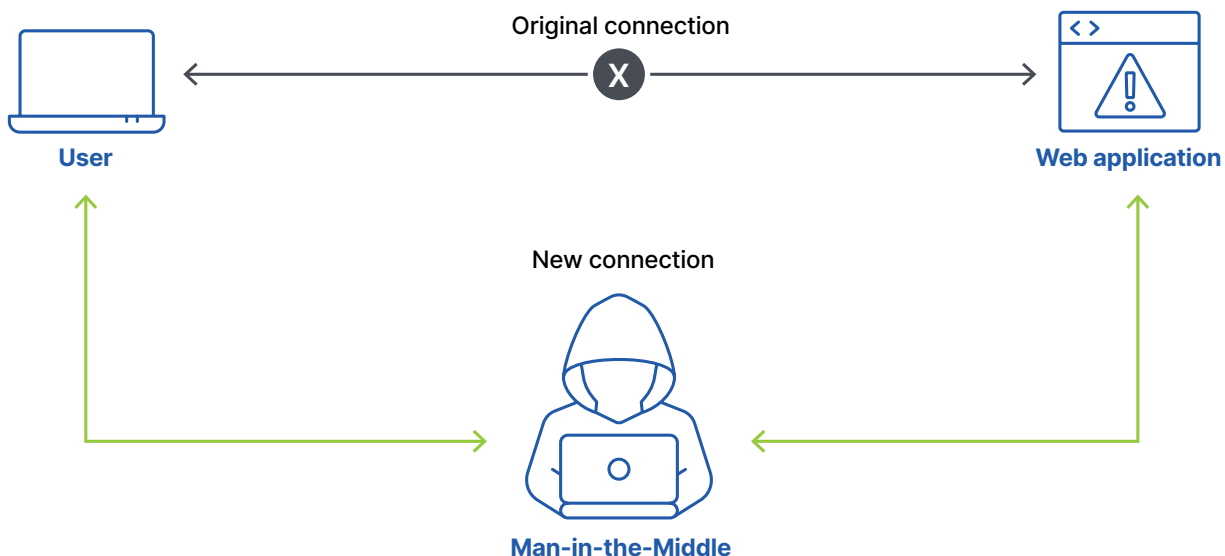 Original connection
X
User
Web application
New connection
Man-in-the-Middle